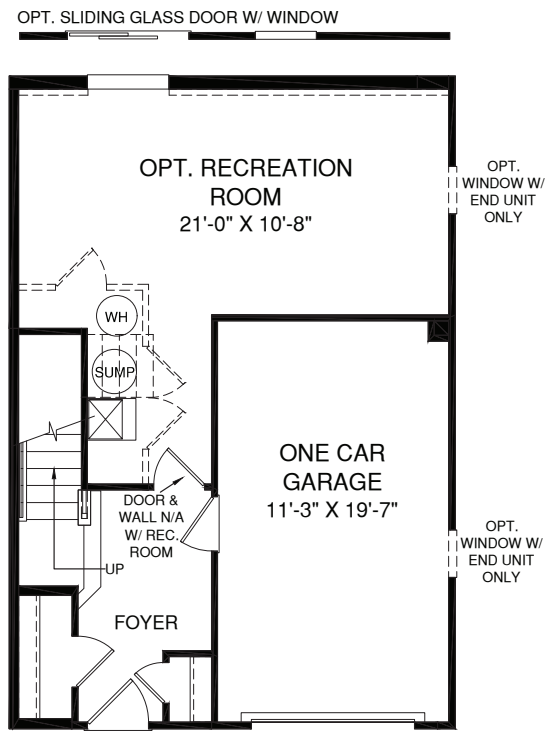 OPT. SLIDING GLASS DOOR W/ WINDOW
OPT. RECREATION
ROOM
21'-0" X 10'-8"
OPT.
WINDOW W/
END UNIT
ONLY
WH
SUMP
ONE CAR
GARAGE
11'-3" X 19'-7"
DOOR &
WALL N/A
W/ REC.
ROOM
OPT.
WINDOW W/
END UNIT
ONLY
UP
FOYER